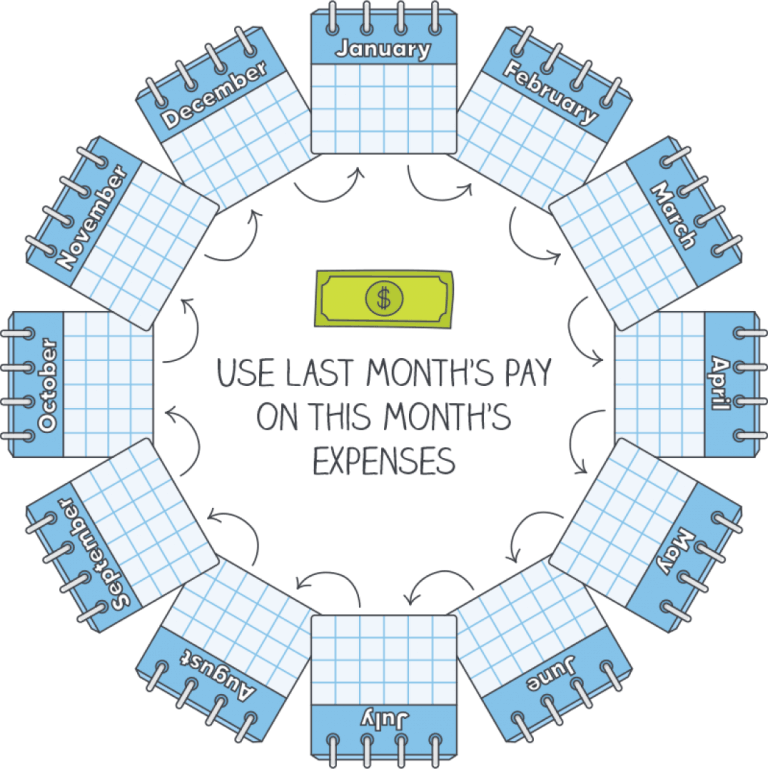 January
February
March
April
May
June
July
August
September
October
November
December
$
USE LAST MONTH'S PAY
ON THIS MONTH'S
EXPENSES